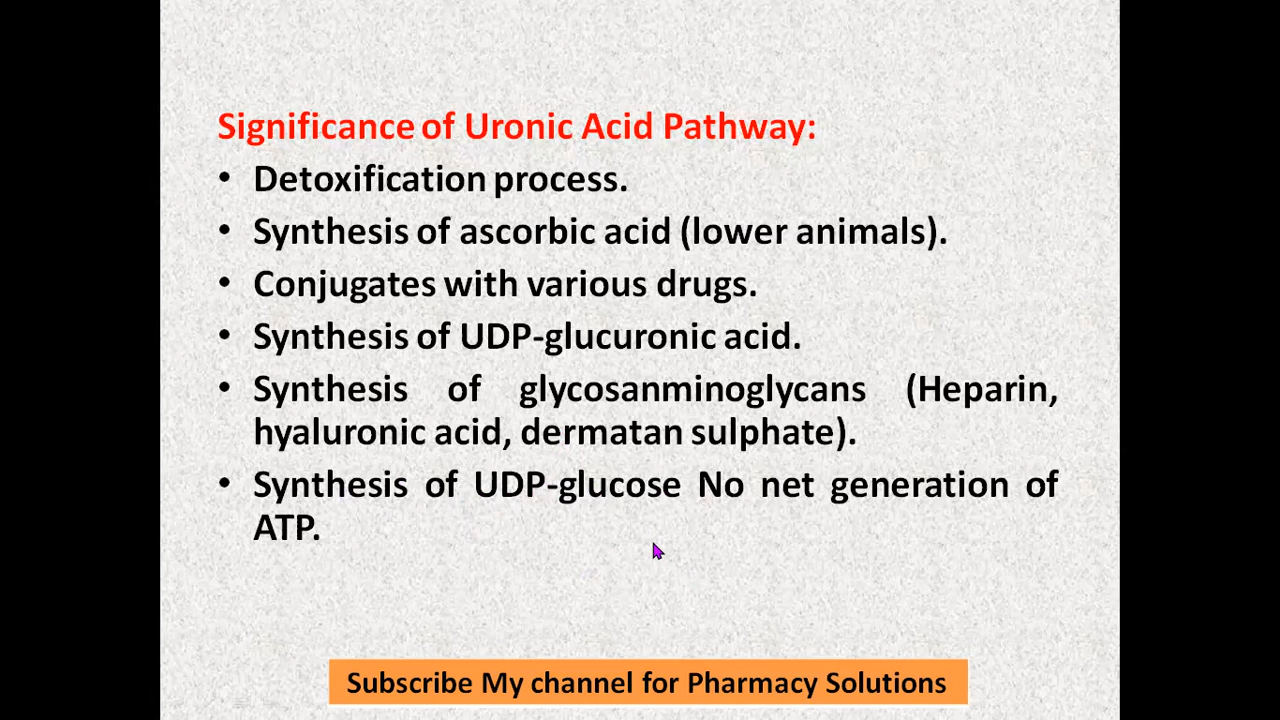 Significance of Uronic Acid Pathway:
• Detoxification process.
• Synthesis of ascorbic acid (lower animals).
• Conjugates with various drugs.
• Synthesis of UDP-glucuronic acid.
• Synthesis of glycosanminoglycans (Heparin,
hyaluronic acid, dermatan sulphate).
• Synthesis of UDP-glucose No net generation of
ATP.
Subscribe My channel for Pharmacy Solutions